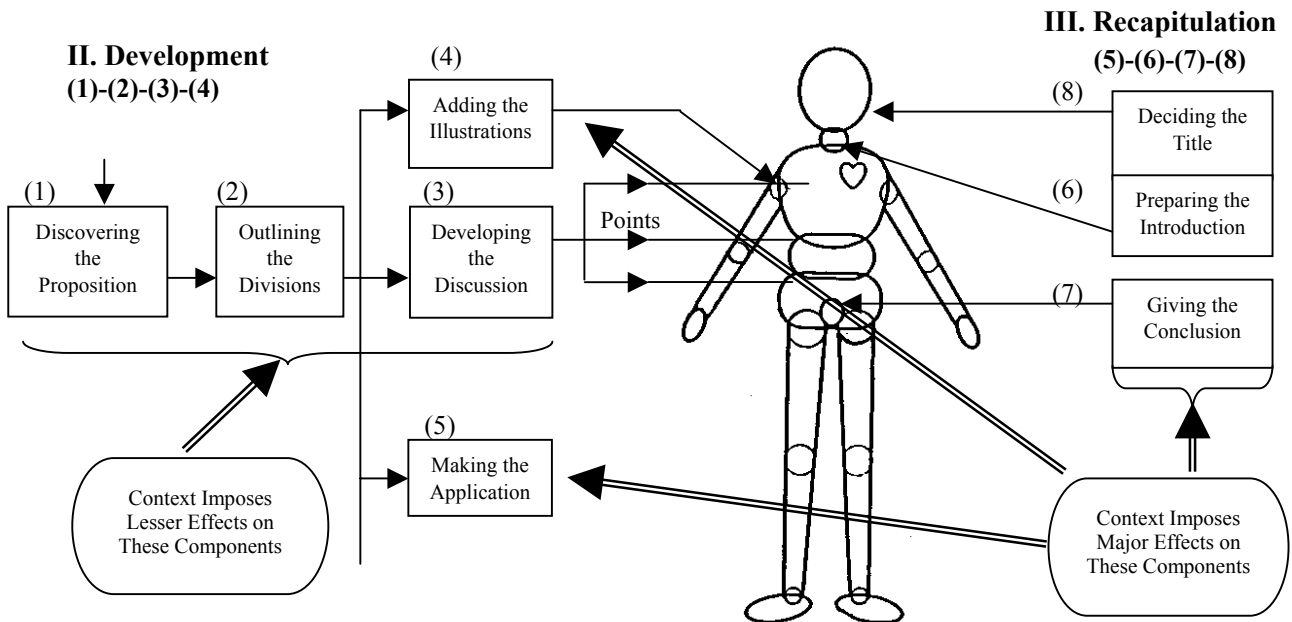 II. Development
(1)-(2)-(3)-(4)
III. Recapitulation
(5)-(6)-(7)-(8)
(4)
Adding the
Illustrations
(8)
Deciding the
Title
(1)
Discovering
the
Proposition
(2)
Outlining
the
Divisions
(3)
Developing
the
Discussion
Points
(6)
Preparing the
Introduction
(7)
Giving the
Conclusion
(5)
Making the
Application
Context Imposes
Lesser Effects on
These Components
Context Imposes
Major Effects on
These Components